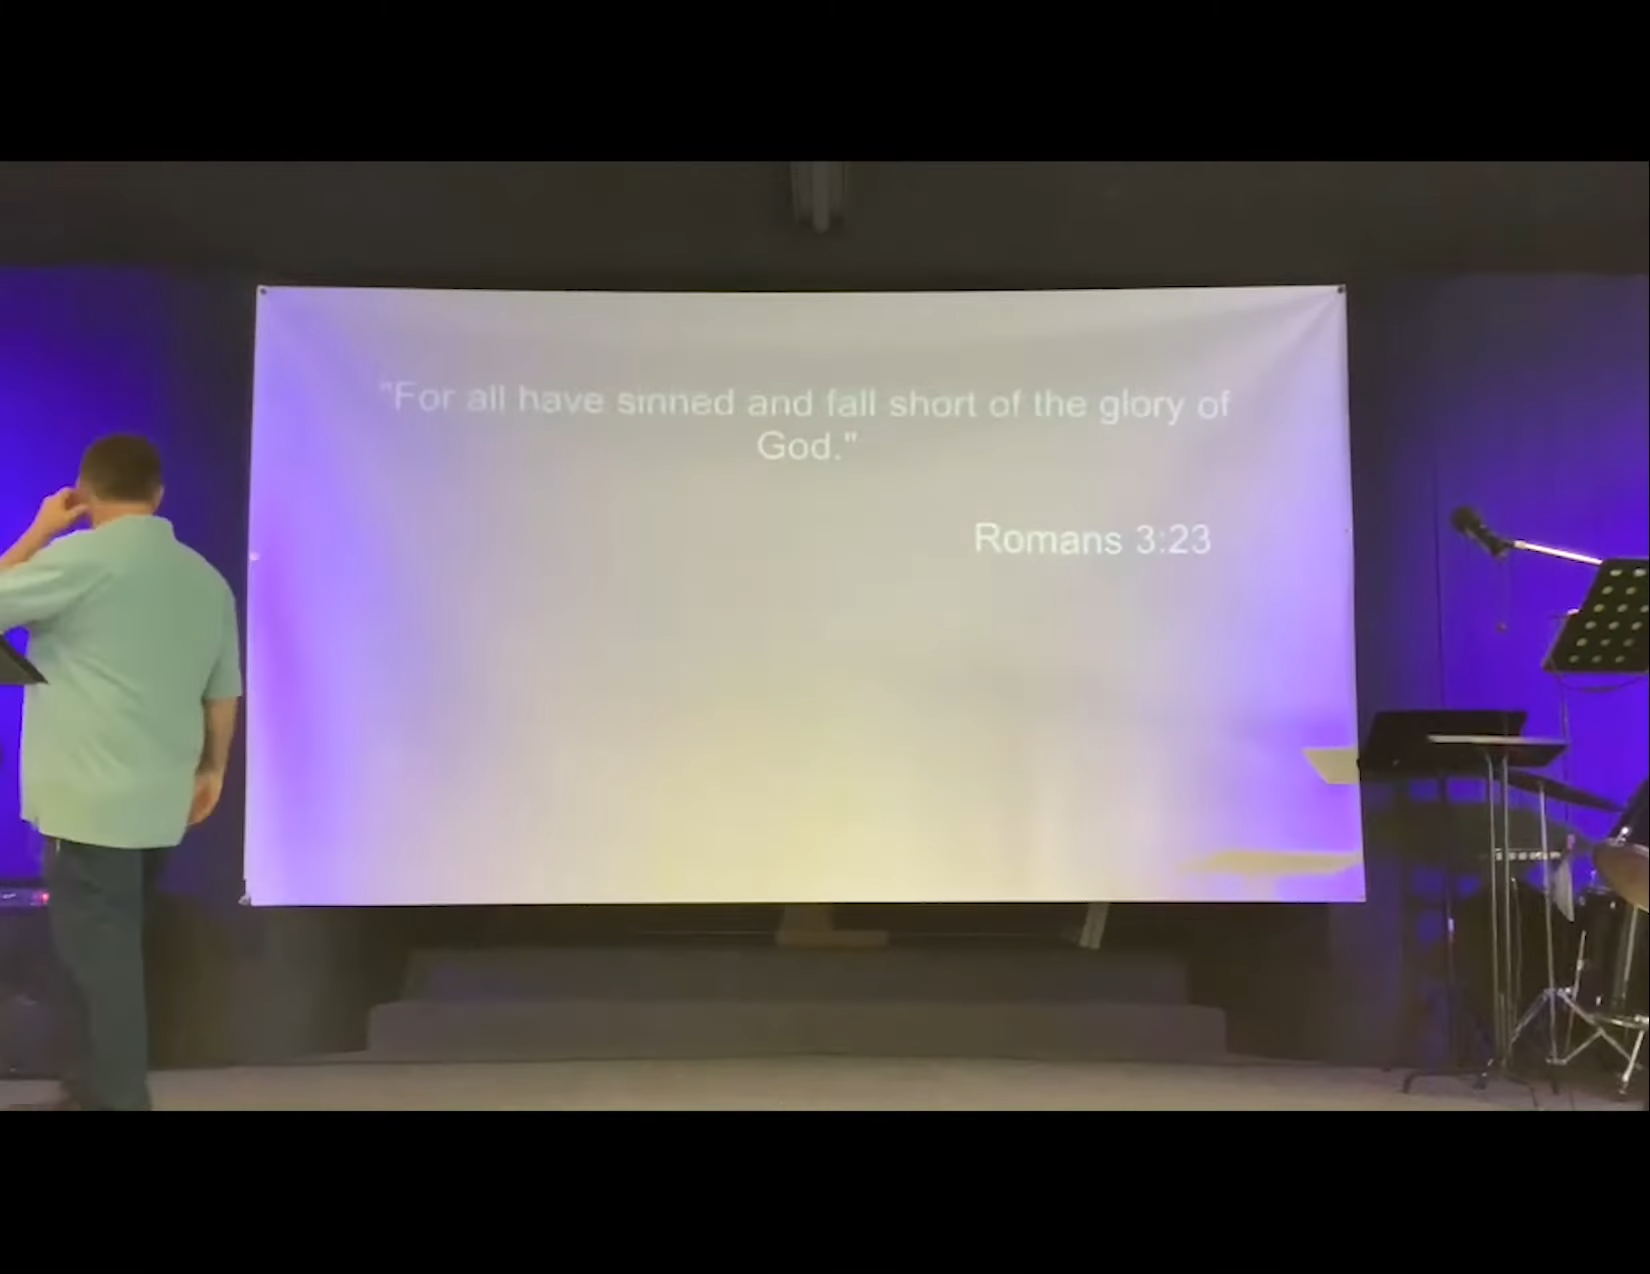 "For all have sinned and fall short of the glory of
God."
Romans 3:23